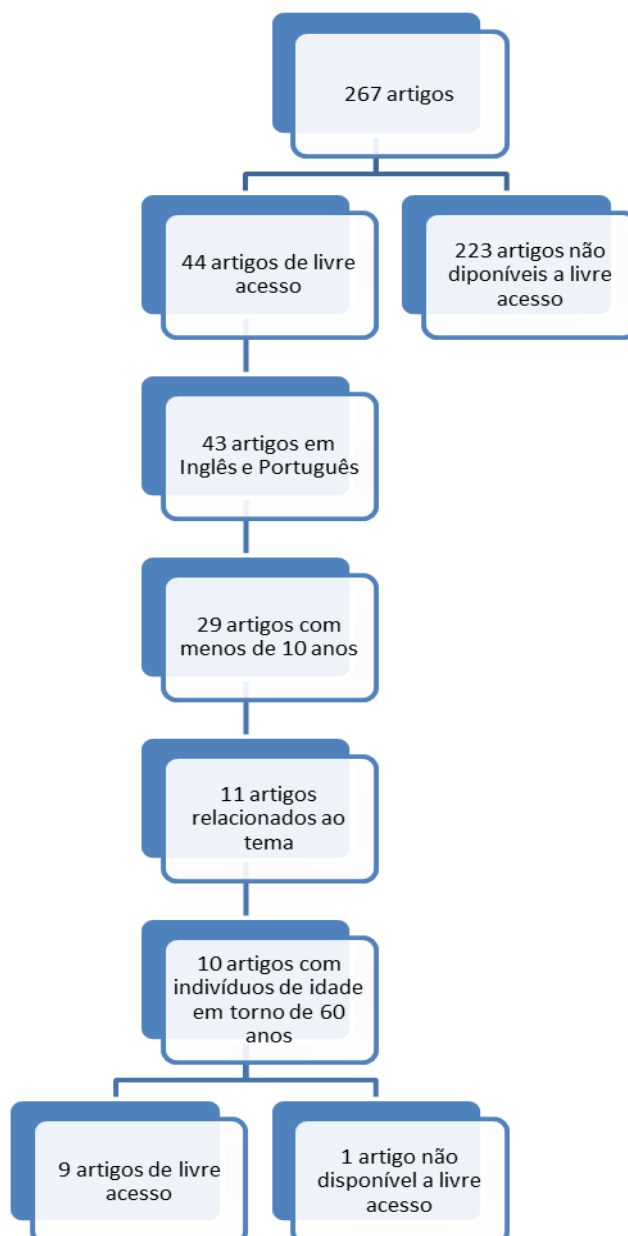 267 artigos
44 artigos de livre
acesso
223 artigos não
diponíveis a livre
acesso
43 artigos em
Inglês e Português
29 artigos com
menos de 10 anos
11 artigos
relacionados ao
tema
10 artigos com
indivíduos de idade
em torno de 60
anos
9 artigos de livre
acesso
1 artigo não
disponível a livre
acesso